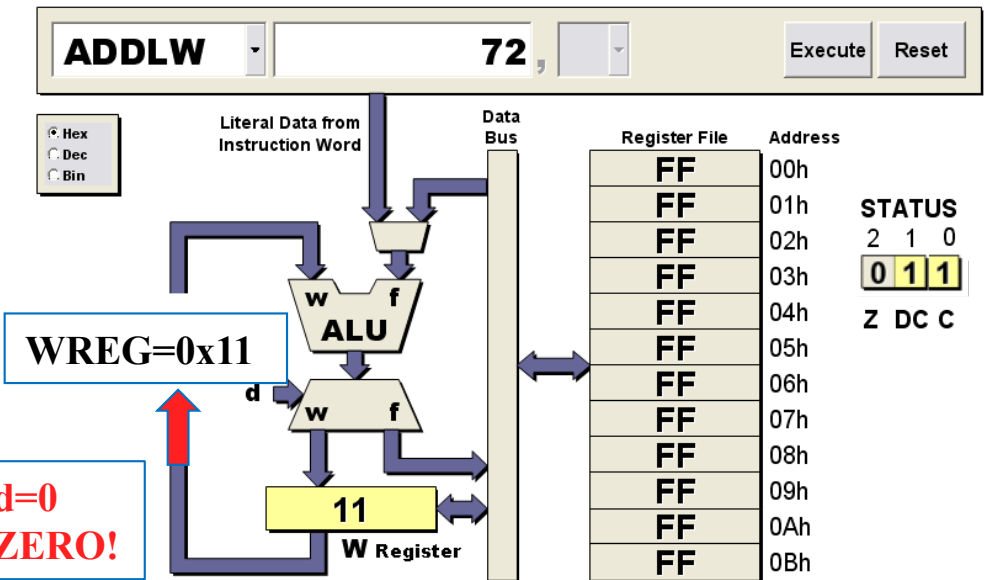 ADDLW 72 , Execute Reset
Hex
Dec
Bin
Literal Data from
Instruction Word
Data
Bus
Register File Address
FF 00h
FF 01h
FF 02h
FF 03h
FF 04h
FF 05h
FF 06h
FF 07h
FF 08h
FF 09h
FF 0Ah
FF 0Bh
STATUS
2 1 0
0 1 1
Z DC C
w f
ALU
WREG=0x11
d
w f
d=0
ZERO!
11
W Register